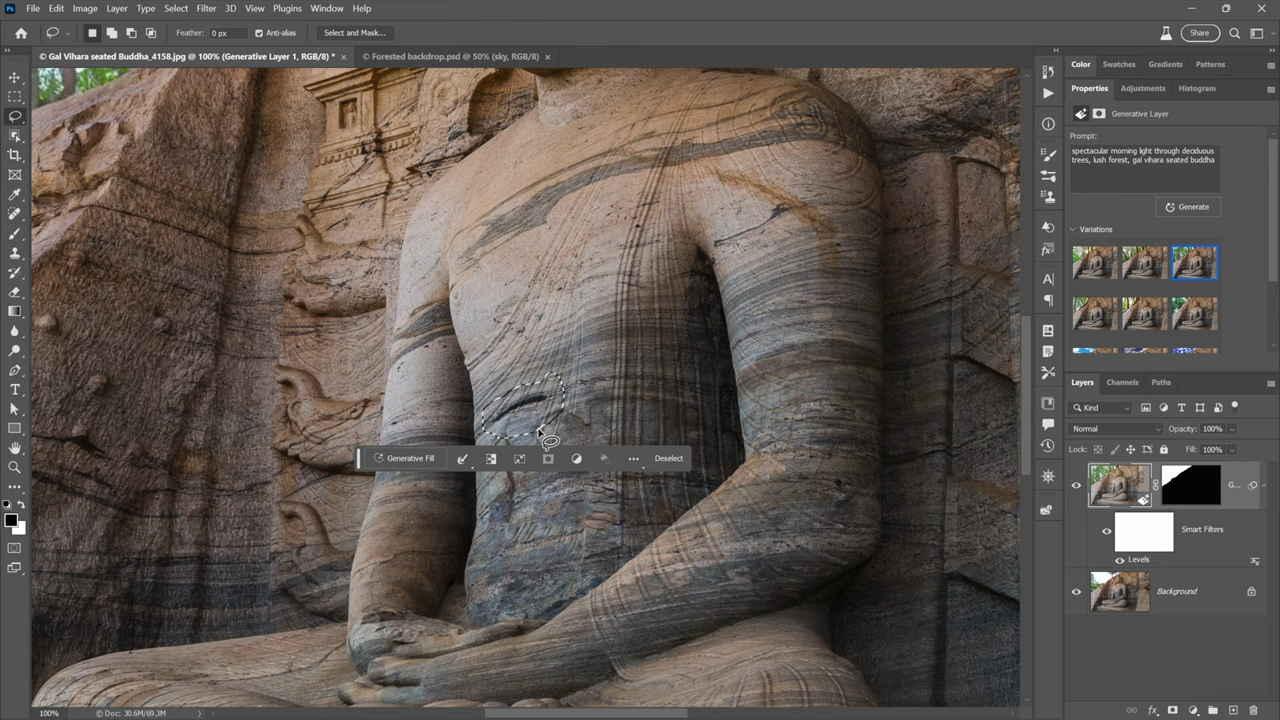 Ps File Edit Image Layer Type Select Filter 3D View Plugins Window Help
Feather: 0 px Anti-alias Select and Mask... Share
© Gal Vihara seated Buddha_4158.jpg @ 100% (Generative Layer 1, RGB/8) * ×
© Forested backdrop.psd @ 50% (sky, RGB/8) ×
Color Swatches Gradients Patterns
Properties Adjustments Histogram
Generative Layer
Prompt:
spectacular morning light through deciduous
trees, lush forest, gal vihara seated buddha
Generate
Variations
Layers Channels Paths
Kind
Normal Opacity: 100%
Lock: Fill: 100%
G...
Smart Filters
Levels
Background
Generative Fill ... Deselect
100% © Doc: 30.6M/69.3M